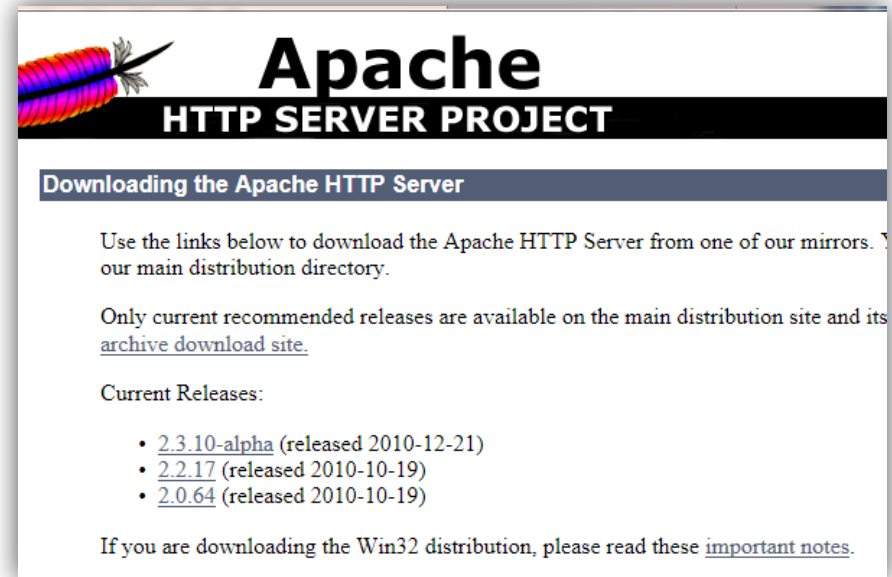 Apache
HTTP SERVER PROJECT
Downloading the Apache HTTP Server
Use the links below to download the Apache HTTP Server from one of our mirrors.
our main distribution directory.
Only current recommended releases are available on the main distribution site and its
archive download site.
Current Releases:
• 2.3.10-alpha (released 2010-12-21)
• 2.2.17 (released 2010-10-19)
• 2.0.64 (released 2010-10-19)
If you are downloading the Win32 distribution, please read these important notes.